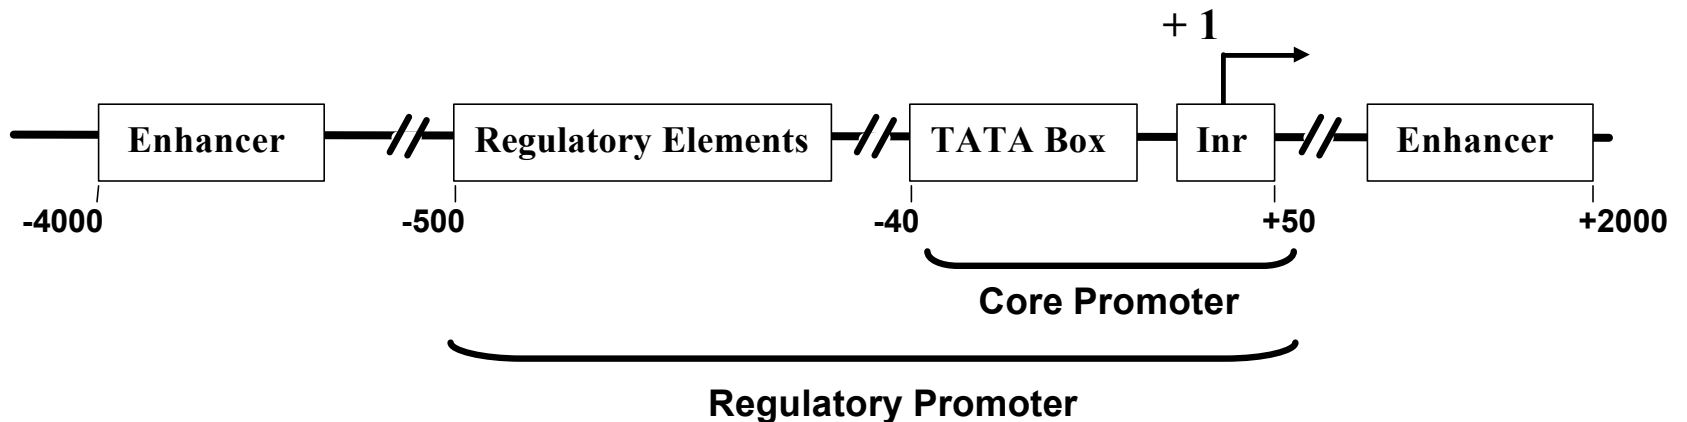 + 1
Enhancer
Regulatory Elements
TATA Box
Inr
Enhancer
-4000
-500
-40
+50
+2000
Core Promoter
Regulatory Promoter